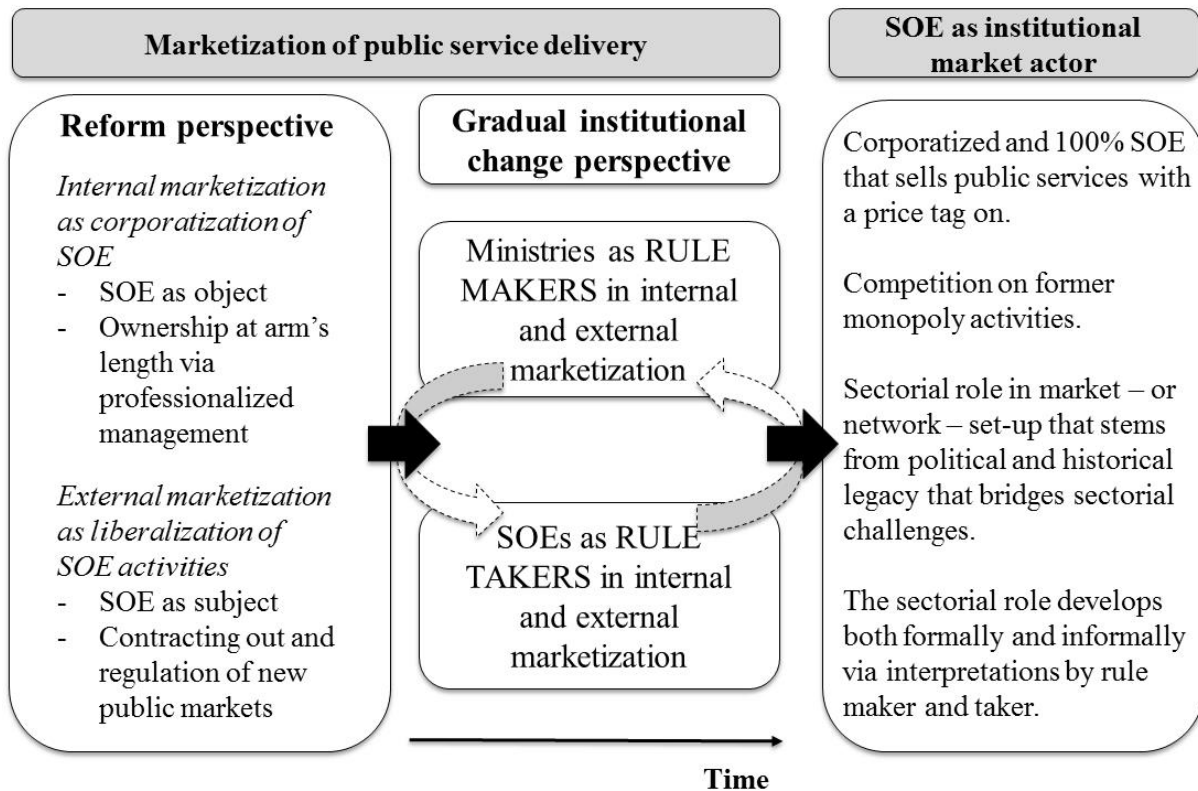 Marketization of public service delivery
SOE as institutional
market actor
Reform perspective
Internal marketization
as corporatization of
SOE
- SOE as object
- Ownership at arm's
length via
professionalized
management
External marketization
as liberalization of
SOE activities
- SOE as subject
- Contracting out and
regulation of new
public markets
Gradual institutional
change perspective
Ministries as RULE
MAKERS in internal
and external
marketization
SOEs as RULE
TAKERS in internal
and external
marketization
Time
Corporatized and 100% SOE
that sells public services with
a price tag on.
Competition on former
monopoly activities.
Sectorial role in market – or
network – set-up that stems
from political and historical
legacy that bridges sectorial
challenges.
The sectorial role develops
both formally and informally
via interpretations by rule
maker and taker.